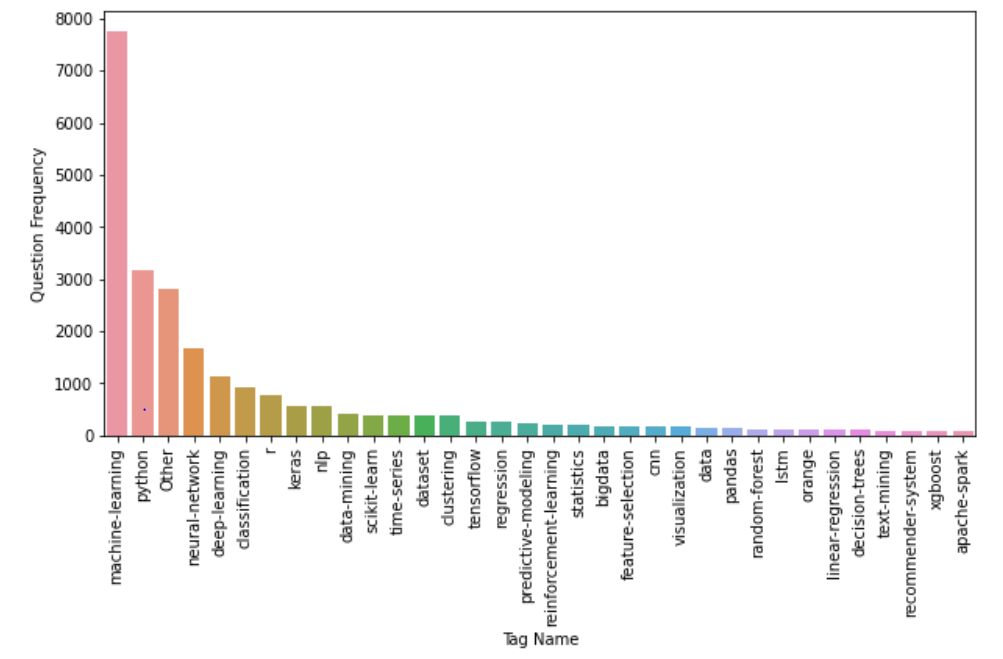 8000
7000
6000
5000
4000
3000
2000
1000
0
Question Frequency
machine-learning
python
Other
neural-network
deep-learning
classification
r
keras
nlp
data-mining
scikit-learn
time-series
dataset
clustering
tensorflow
regression
predictive-modeling
reinforcement-learning
statistics
bigdata
feature-selection
cnn
visualization
data
pandas
random-forest
lstm
orange
linear-regression
decision-trees
text-mining
recommender-system
xgboost
apache-spark
Tag Name